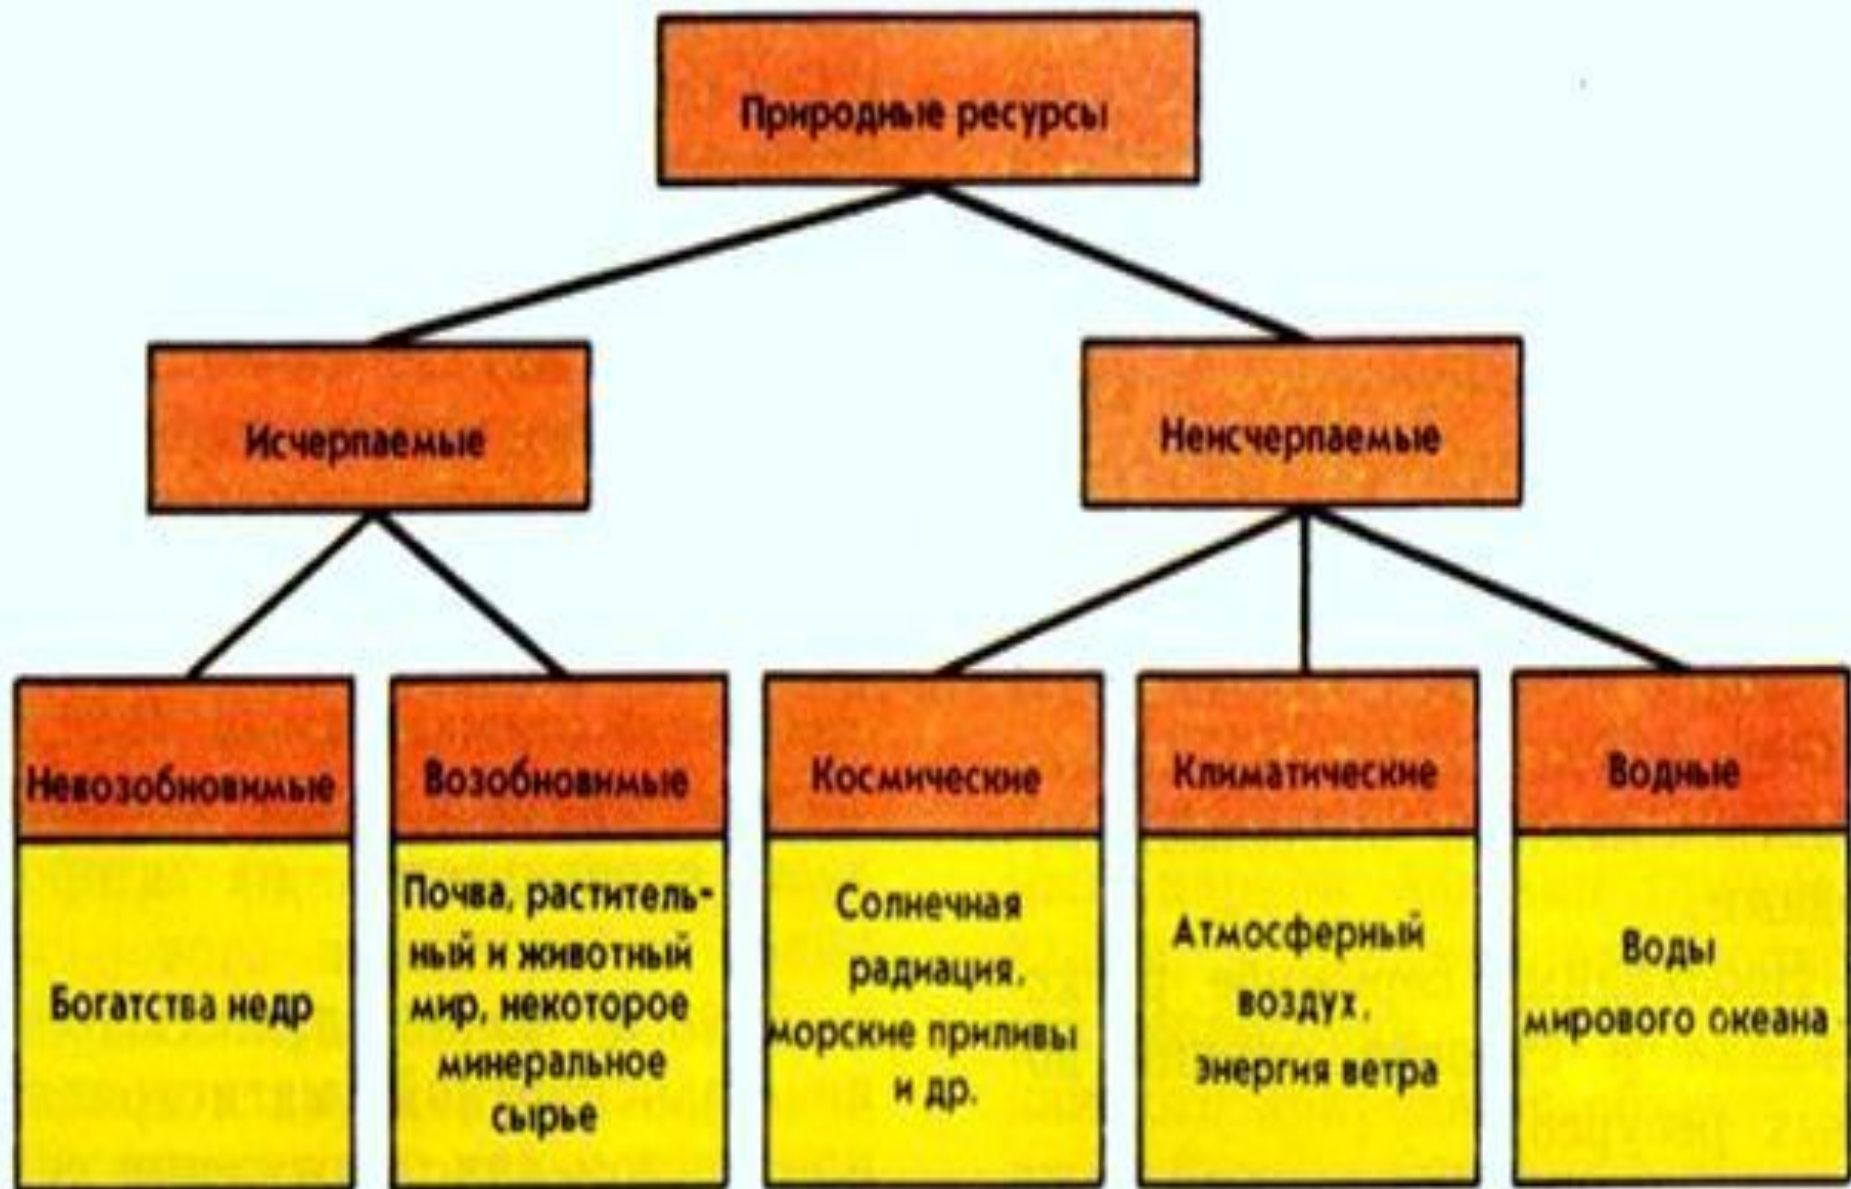 Природные ресурсы
Исчерпаемые
Неисчерпаемые
Невозобновимые
Возобновимые
Космические
Климатические
Водные
Богатства недр
Почва, раститель-
ный и животный
мир, некоторое
минеральное
сырье
Солнечная
радиация,
морские приливы
и др.
Атмосферный
воздух,
энергия ветра
Воды
мирового океана